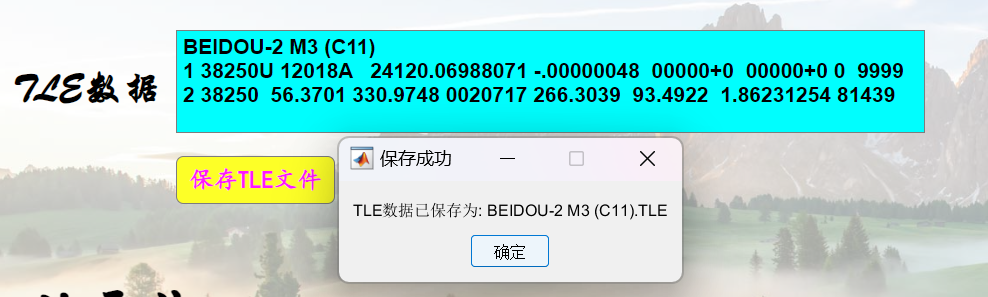 TLE数据
BEIDOU-2 M3 (C11)
1 38250U 12018A   24120.06988071 -.00000048  00000+0  00000+0 0  9999
2 38250  56.3701 330.9748 0020717 266.3039  93.4922  1.86231254 81439
保存TLE文件
保存成功
TLE数据已保存为: BEIDOU-2 M3 (C11).TLE
确定